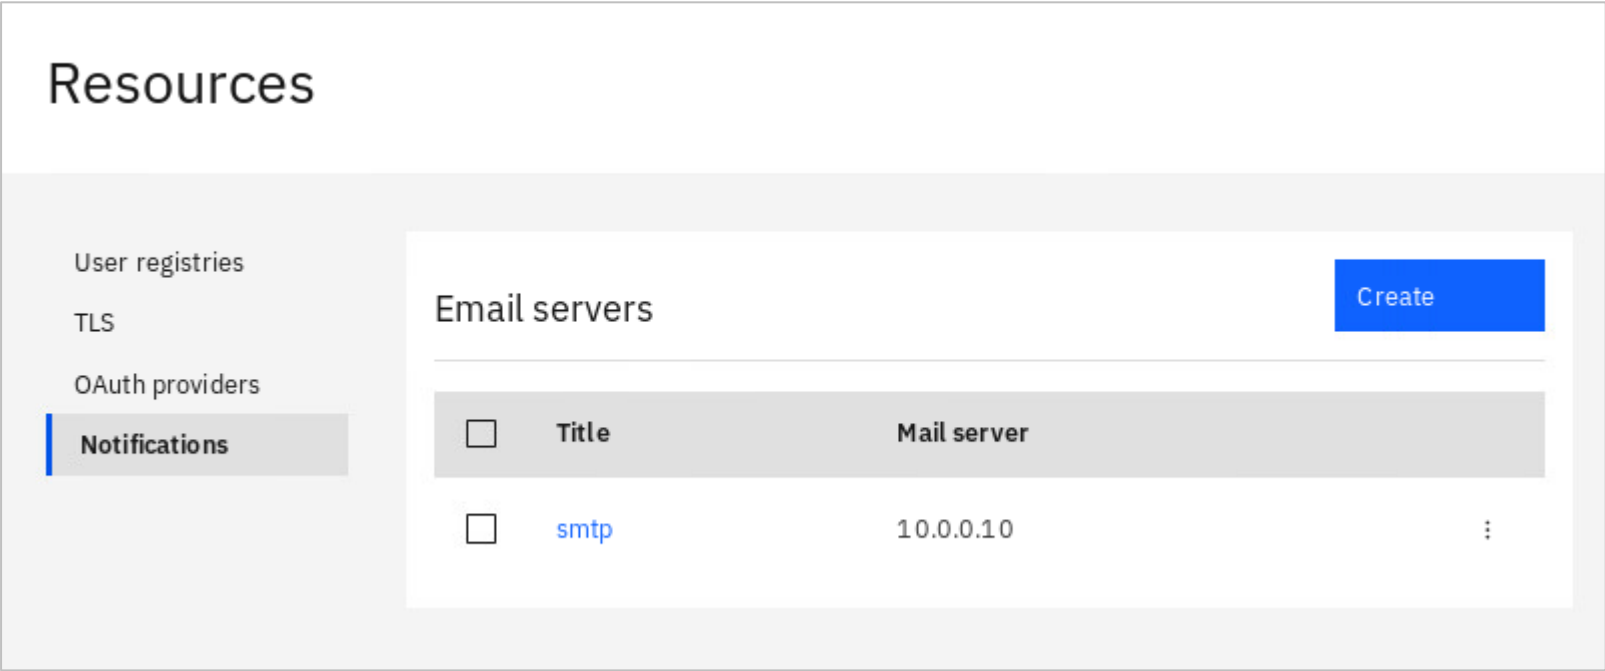 Resources
User registries
TLS
OAuth providers
Notifications
Email servers
Create
Title Mail server
smtp 10.0.0.10